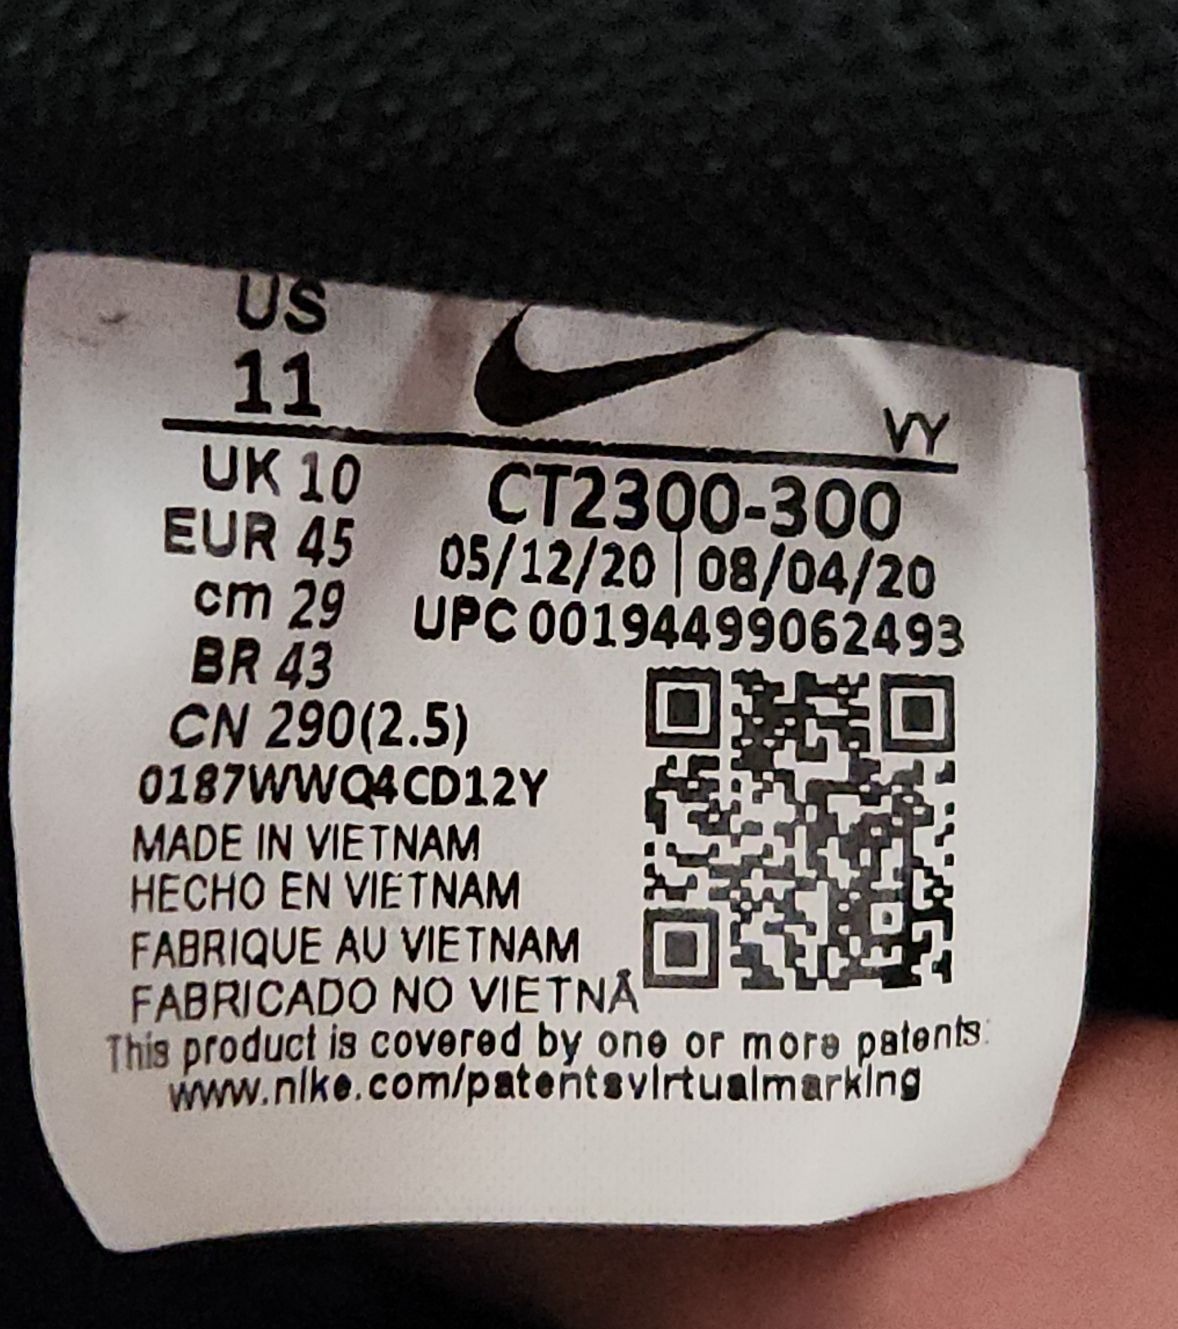 US
11
VY
UK 10
EUR 45
cm 29
BR 43
CN 290(2.5)
CT2300-300
05/12/20 | 08/04/20
UPC 00194499062493
0187WWQ4CD12Y
MADE IN VIETNAM
HECHO EN VIETNAM
FABRIQUE AU VIETNAM
FABRICADO NO VIETNÃ
This product is covered by one or more patents:
www.nike.com/patentsvirtualmarking